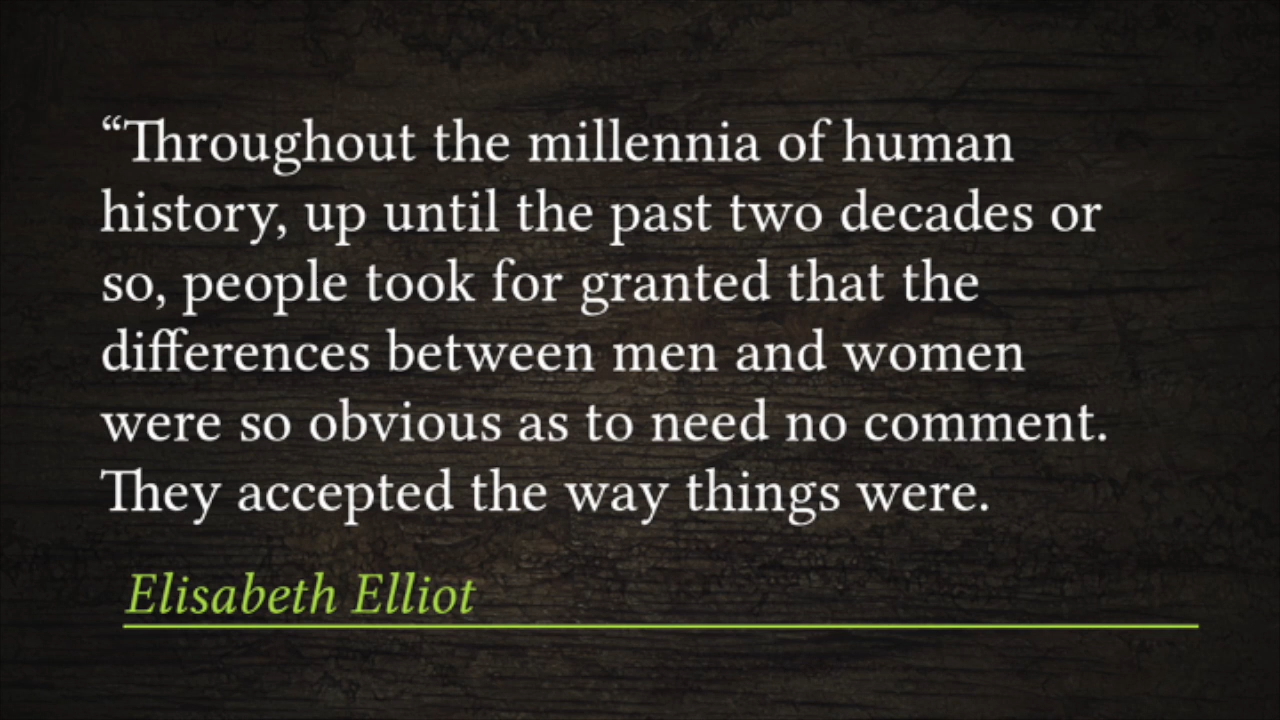 “Throughout the millennia of human
history, up until the past two decades or
so, people took for granted that the
differences between men and women
were so obvious as to need no comment.
They accepted the way things were.
Elisabeth Elliot